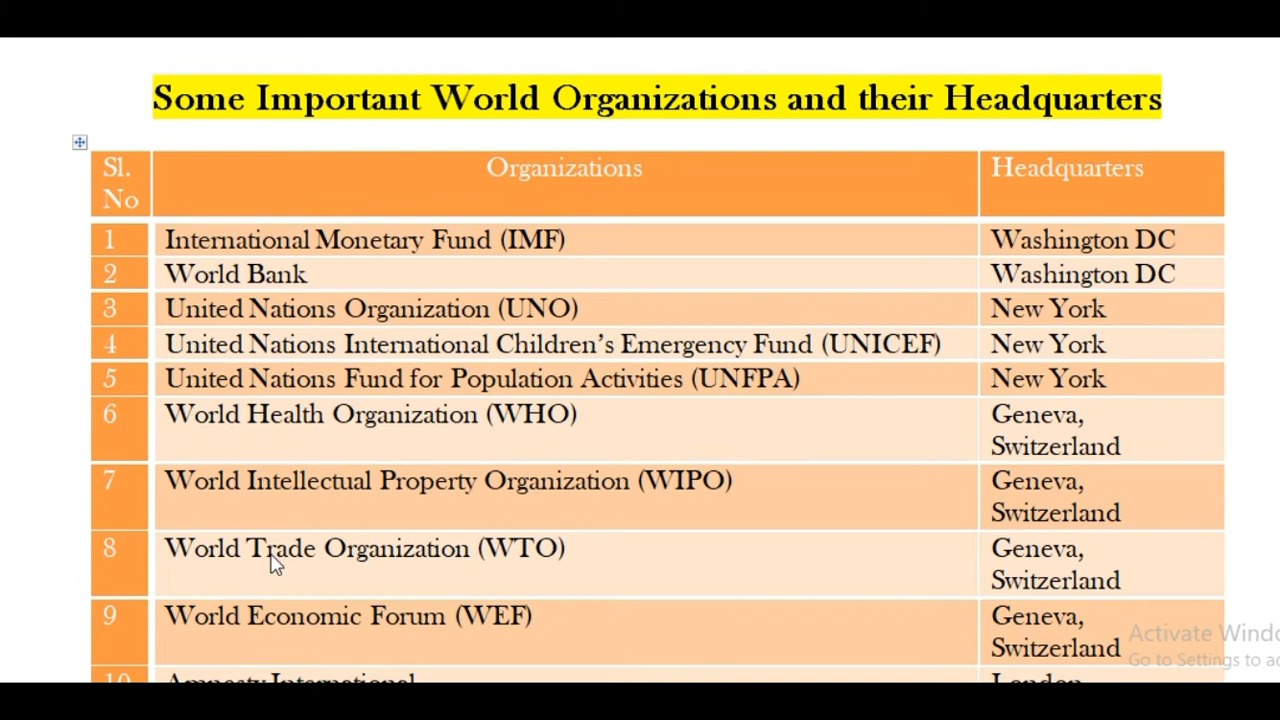 Some Important World Organizations and their Headquarters
Sl. No Organizations Headquarters
1 International Monetary Fund (IMF) Washington DC
2 World Bank Washington DC
3 United Nations Organization (UNO) New York
4 United Nations International Children's Emergency Fund (UNICEF) New York
5 United Nations Fund for Population Activities (UNFPA) New York
6 World Health Organization (WHO) Geneva, Switzerland
7 World Intellectual Property Organization (WIPO) Geneva, Switzerland
8 World Trade Organization (WTO) Geneva, Switzerland
9 World Economic Forum (WEF) Geneva, Switzerland
10 Amnesty International London
Activate Windo
Go to Settings to ac